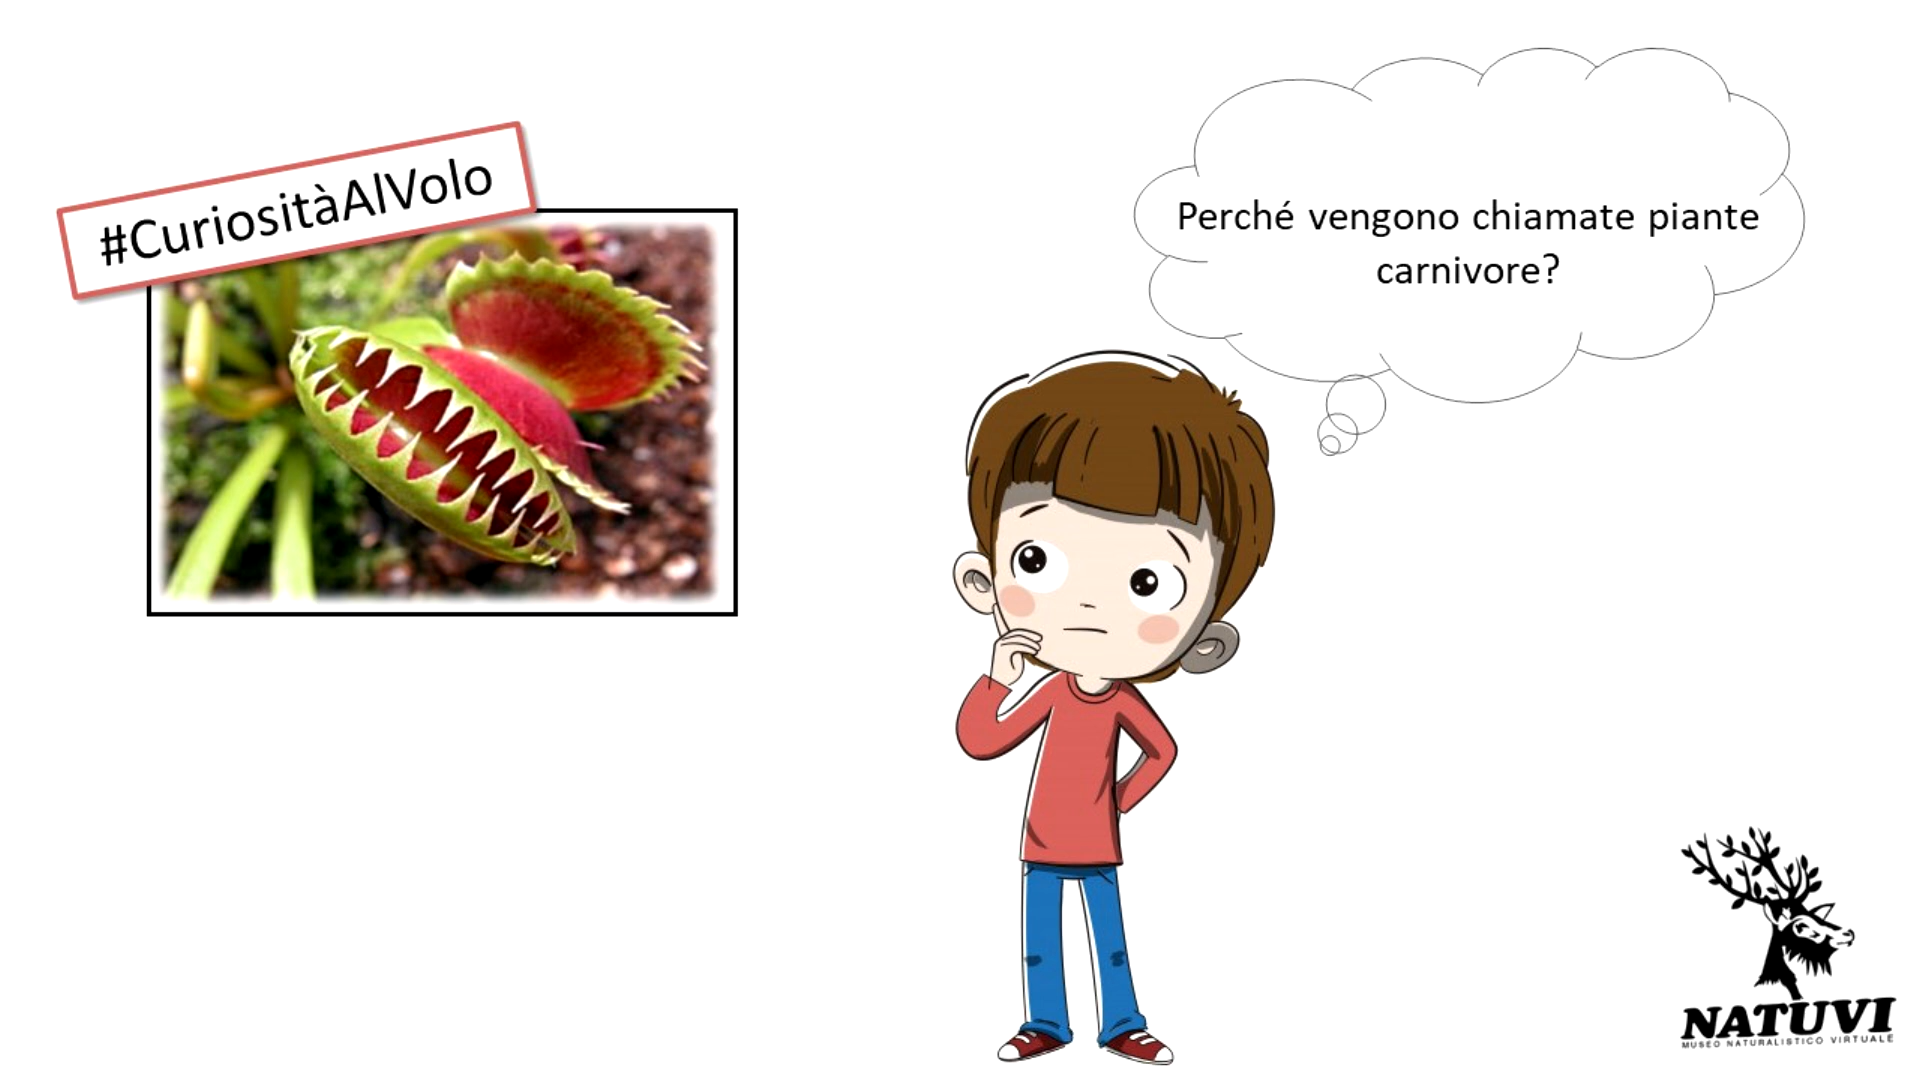 #CuriositàAlVolo
Perché vengono chiamate piante
carnivore?
NATUVI
MUSEO NATURALISTICO VIRTUALE